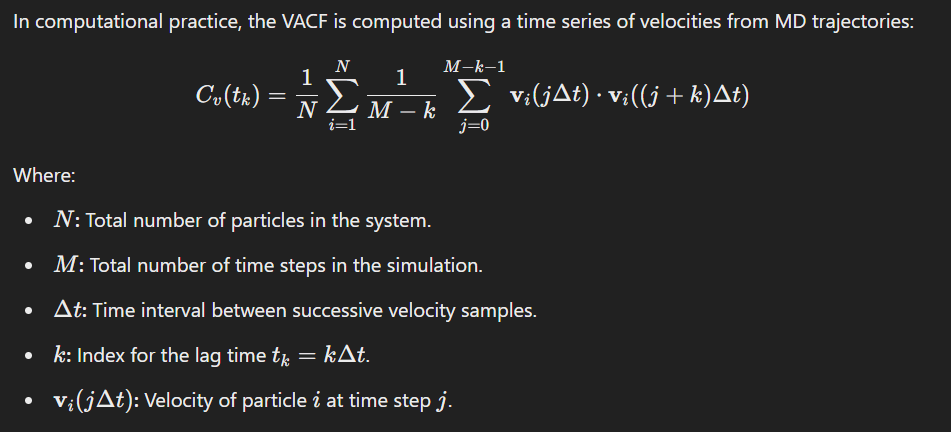 In computational practice, the VACF is computed using a time series of velocities from MD trajectories:
$$C_v(t_k) = \frac{1}{N} \sum_{i=1}^{N} \frac{1}{M-k} \sum_{j=0}^{M-k-1} \mathbf{v}_i(j\Delta t) \cdot \mathbf{v}_i((j+k)\Delta t)$$
Where:
• $N$: Total number of particles in the system.
• $M$: Total number of time steps in the simulation.
• $\Delta t$: Time interval between successive velocity samples.
• $k$: Index for the lag time $t_k = k\Delta t$.
• $\mathbf{v}_i(j\Delta t)$: Velocity of particle $i$ at time step $j$.